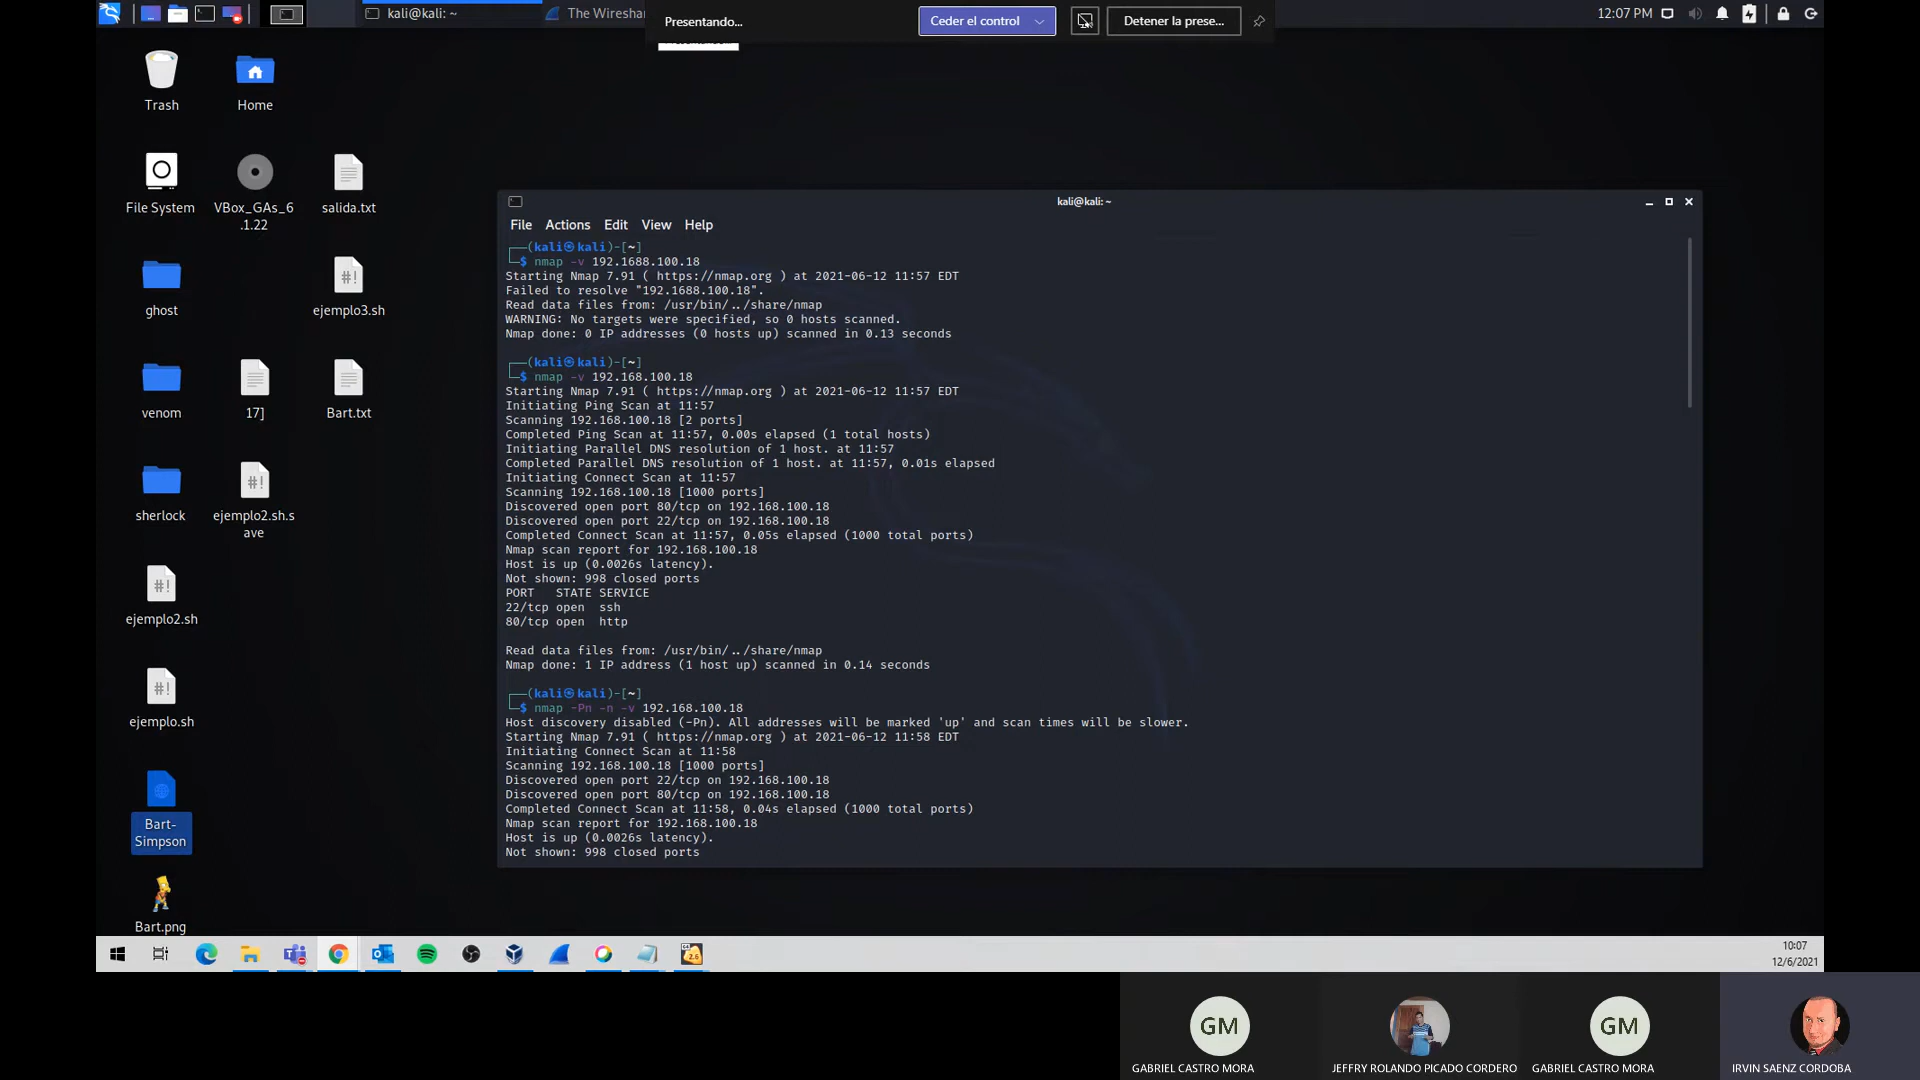 kali@kali: ~
The Wiresha
Presentando...
Ceder el control
Detener la prese...
12:07 PM
Trash
Home
File System
VBox_GAs_6
.1.22
salida.txt
ghost
ejemplo3.sh
venom
17]
Bart.txt
sherlock
ejemplo2.sh.s
ave
ejemplo2.sh
ejemplo.sh
Bart-
Simpson
Bart.png
kali@kali: ~
File Actions Edit View Help
┌──(kali㉿kali)-[~]
└─$ nmap -v 192.1688.100.18
Starting Nmap 7.91 ( https://nmap.org ) at 2021-06-12 11:57 EDT
Failed to resolve "192.1688.100.18".
Read data files from: /usr/bin/../share/nmap
WARNING: No targets were specified, so 0 hosts scanned.
Nmap done: 0 IP addresses (0 hosts up) scanned in 0.13 seconds
┌──(kali㉿kali)-[~]
└─$ nmap -v 192.168.100.18
Starting Nmap 7.91 ( https://nmap.org ) at 2021-06-12 11:57 EDT
Initiating Ping Scan at 11:57
Scanning 192.168.100.18 [2 ports]
Completed Ping Scan at 11:57, 0.00s elapsed (1 total hosts)
Initiating Parallel DNS resolution of 1 host. at 11:57
Completed Parallel DNS resolution of 1 host. at 11:57, 0.01s elapsed
Initiating Connect Scan at 11:57
Scanning 192.168.100.18 [1000 ports]
Discovered open port 80/tcp on 192.168.100.18
Discovered open port 22/tcp on 192.168.100.18
Completed Connect Scan at 11:57, 0.05s elapsed (1000 total ports)
Nmap scan report for 192.168.100.18
Host is up (0.0026s latency).
Not shown: 998 closed ports
PORT   STATE SERVICE
22/tcp open  ssh
80/tcp open  http
Read data files from: /usr/bin/../share/nmap
Nmap done: 1 IP address (1 host up) scanned in 0.14 seconds
┌──(kali㉿kali)-[~]
└─$ nmap -Pn -n -v 192.168.100.18
Host discovery disabled (-Pn). All addresses will be marked 'up' and scan times will be slower.
Starting Nmap 7.91 ( https://nmap.org ) at 2021-06-12 11:58 EDT
Initiating Connect Scan at 11:58
Scanning 192.168.100.18 [1000 ports]
Discovered open port 22/tcp on 192.168.100.18
Discovered open port 80/tcp on 192.168.100.18
Completed Connect Scan at 11:58, 0.04s elapsed (1000 total ports)
Nmap scan report for 192.168.100.18
Host is up (0.0026s latency).
Not shown: 998 closed ports
10:07
12/6/2021
GM
GM
GABRIEL CASTRO MORA
JEFFRY ROLANDO PICADO CORDERO
GABRIEL CASTRO MORA
IRVIN SAENZ CORDOBA